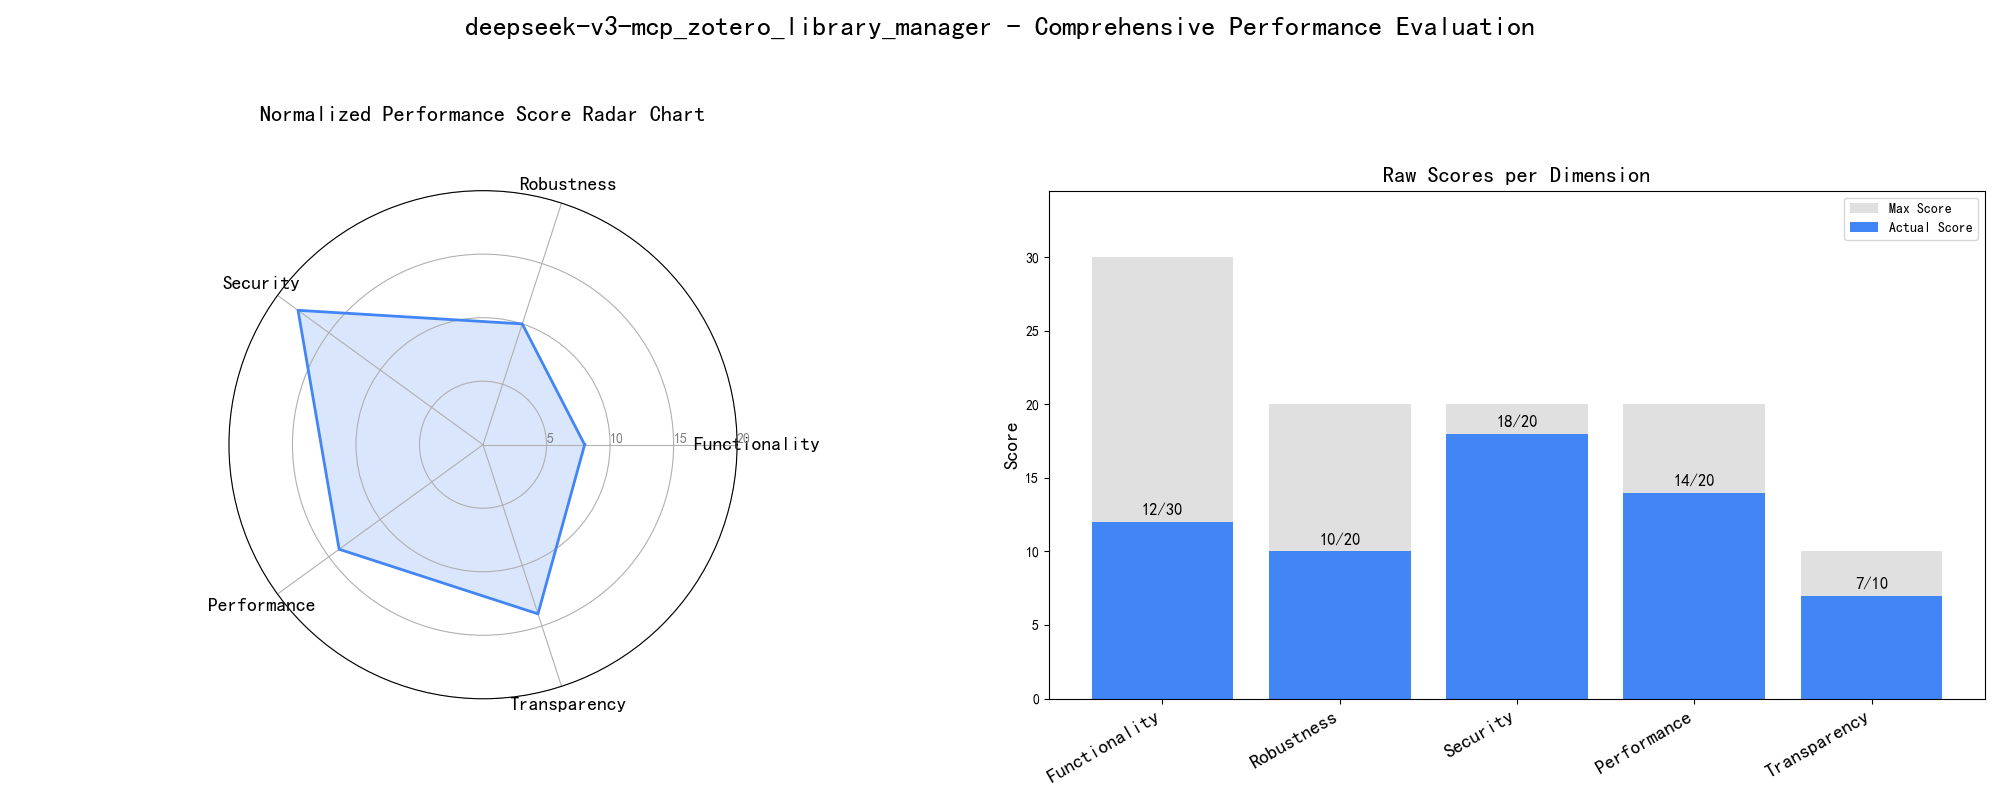 deepseek-v3-mcp_zotero_library_manager - Comprehensive Performance Evaluation
Normalized Performance Score Radar Chart
Robustness
Security
Functionality
5
10
15
20
Performance
Transparency
Raw Scores per Dimension
Max Score
Actual Score
Score
30
25
20
15
10
5
0
12/30
10/20
18/20
14/20
7/10
Functionality
Robustness
Security
Performance
Transparency